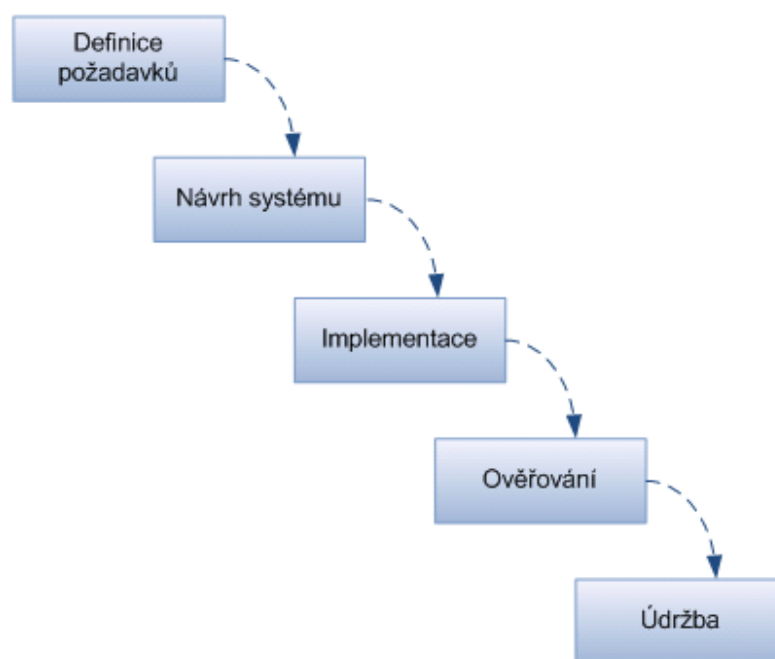 Definice
požadavků
Návrh systému
Implementace
Ověřování
Údržba